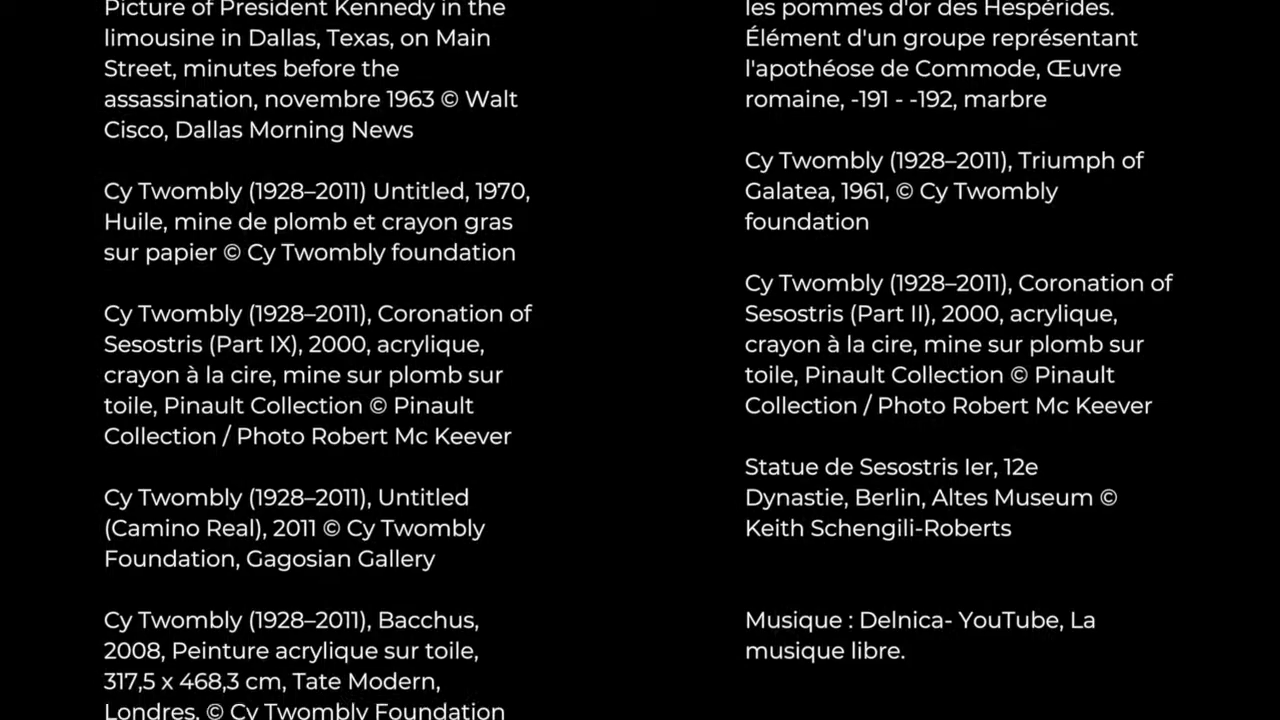 Picture of President Kennedy in the
limousine in Dallas, Texas, on Main
Street, minutes before the
assassination, novembre 1963 © Walt
Cisco, Dallas Morning News
Cy Twombly (1928–2011) Untitled, 1970,
Huile, mine de plomb et crayon gras
sur papier © Cy Twombly foundation
Cy Twombly (1928–2011), Coronation of
Sesostris (Part IX), 2000, acrylique,
crayon à la cire, mine sur plomb sur
toile, Pinault Collection © Pinault
Collection / Photo Robert Mc Keever
Cy Twombly (1928–2011), Untitled
(Camino Real), 2011 © Cy Twombly
Foundation, Gagosian Gallery
Cy Twombly (1928–2011), Bacchus,
2008, Peinture acrylique sur toile,
317,5 x 468,3 cm, Tate Modern,
Londres, © Cy Twombly Foundation
les pommes d'or des Hespérides.
Élément d'un groupe représentant
l'apothéose de Commode, Œuvre
romaine, -191 - -192, marbre
Cy Twombly (1928–2011), Triumph of
Galatea, 1961, © Cy Twombly
foundation
Cy Twombly (1928–2011), Coronation of
Sesostris (Part II), 2000, acrylique,
crayon à la cire, mine sur plomb sur
toile, Pinault Collection © Pinault
Collection / Photo Robert Mc Keever
Statue de Sesostris Ier, 12e
Dynastie, Berlin, Altes Museum ©
Keith Schengili-Roberts
Musique : Delnica- YouTube, La
musique libre.